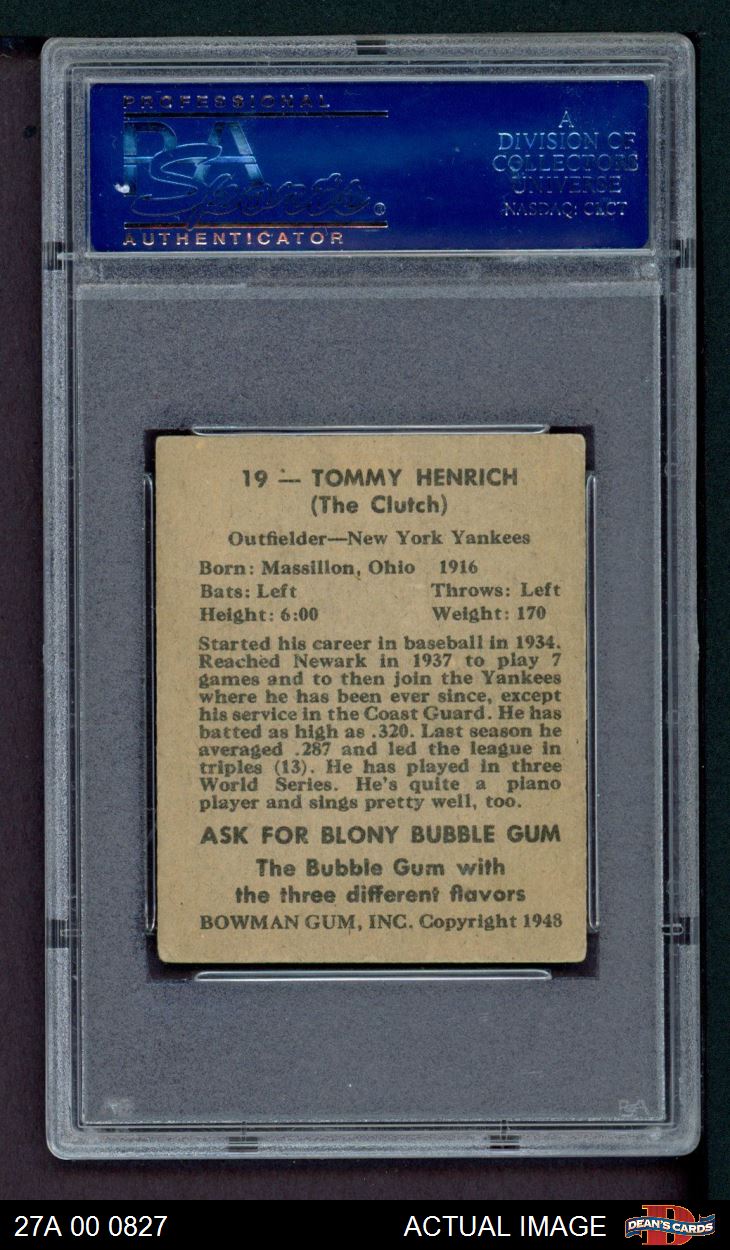 PROFESSIONAL
PSA
Sports®
AUTHENTICATOR
A
DIVISION OF
COLLECTORS
UNIVERSE
NASDAQ: CLCT
19 — TOMMY HENRICH
(The Clutch)
Outfielder—New York Yankees
Born: Massillon, Ohio 1916
Bats: Left Throws: Left
Height: 6:00 Weight: 170
Started his career in baseball in 1934.
Reached Newark in 1937 to play 7
games and to then join the Yankees
where he has been ever since, except
his service in the Coast Guard. He has
batted as high as .320. Last season he
averaged .287 and led the league in
triples (13). He has played in three
World Series. He's quite a piano
player and sings pretty well, too.
ASK FOR BLONY BUBBLE GUM
The Bubble Gum with
the three different flavors
BOWMAN GUM, INC. Copyright 1948
PSA
27A 00 0827 ACTUAL IMAGE DEAN'S CARDS